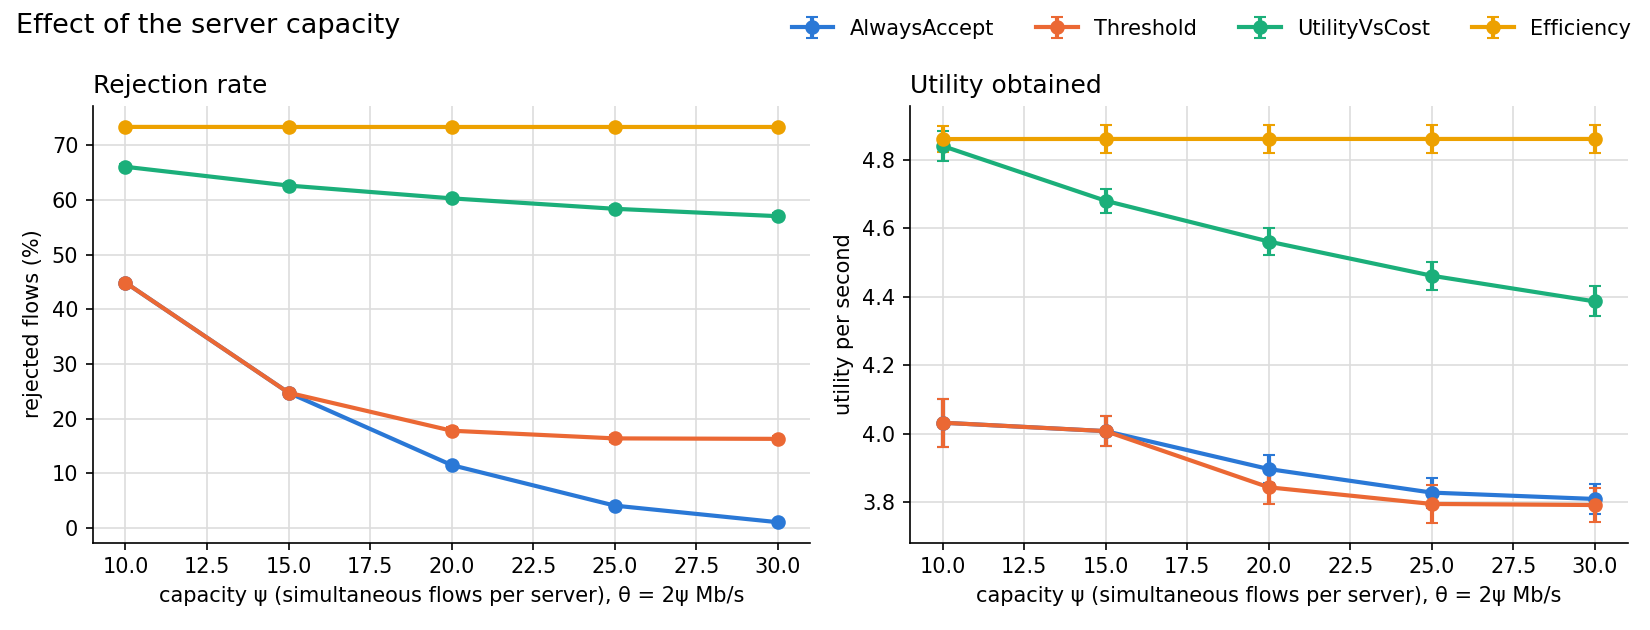 Effect of the server capacity
AlwaysAccept
Threshold
UtilityVsCost
Efficiency
Rejection rate
rejected flows (%)
70
60
50
40
30
20
10
0
10.0 12.5 15.0 17.5 20.0 22.5 25.0 27.5 30.0
capacity ψ (simultaneous flows per server), θ = 2ψ Mb/s
Utility obtained
utility per second
4.8
4.6
4.4
4.2
4.0
3.8
10.0 12.5 15.0 17.5 20.0 22.5 25.0 27.5 30.0
capacity ψ (simultaneous flows per server), θ = 2ψ Mb/s